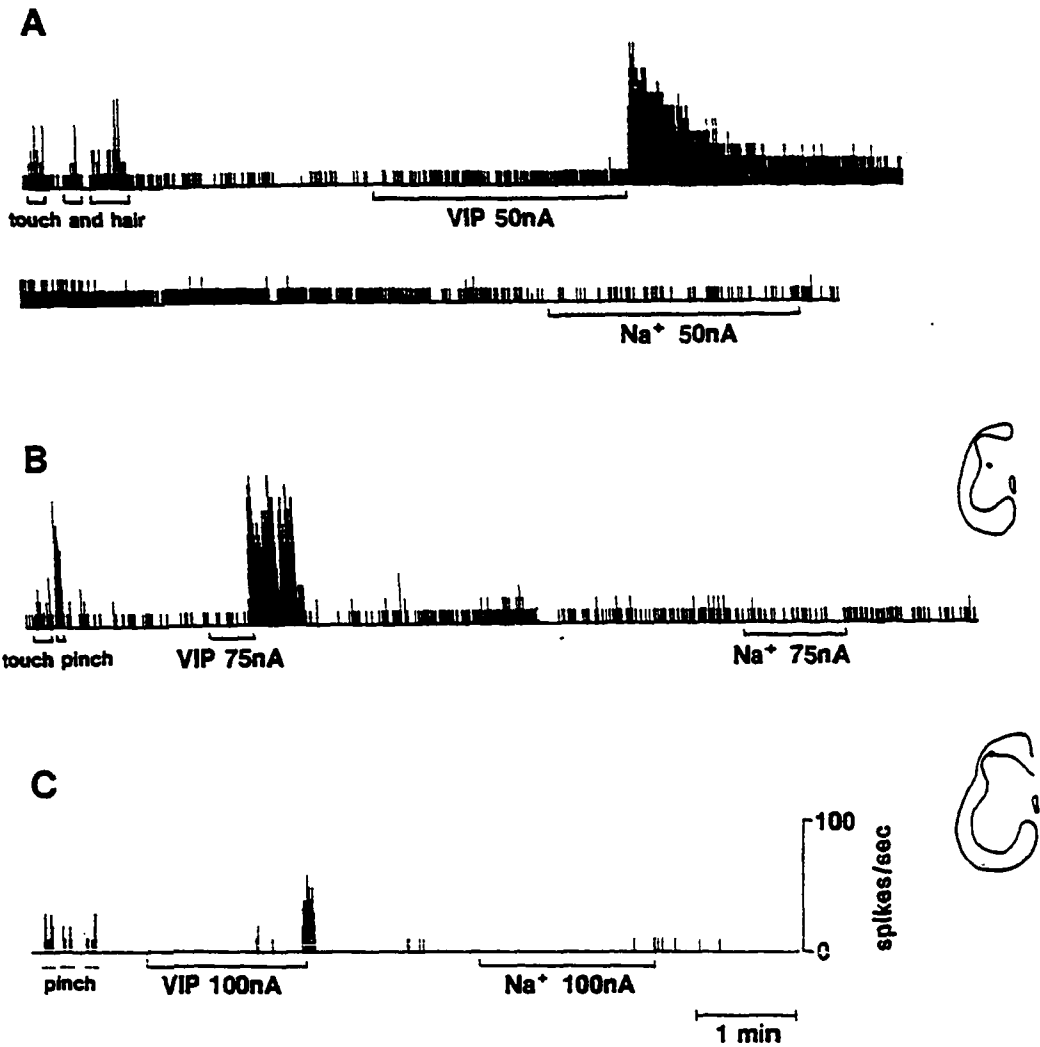 A
touch and hair
VIP 50nA
Na⁺ 50nA
B
touch pinch
VIP 75nA
Na⁺ 75nA
C
100
spikes/sec
0
pinch
VIP 100nA
Na⁺ 100nA
1 min